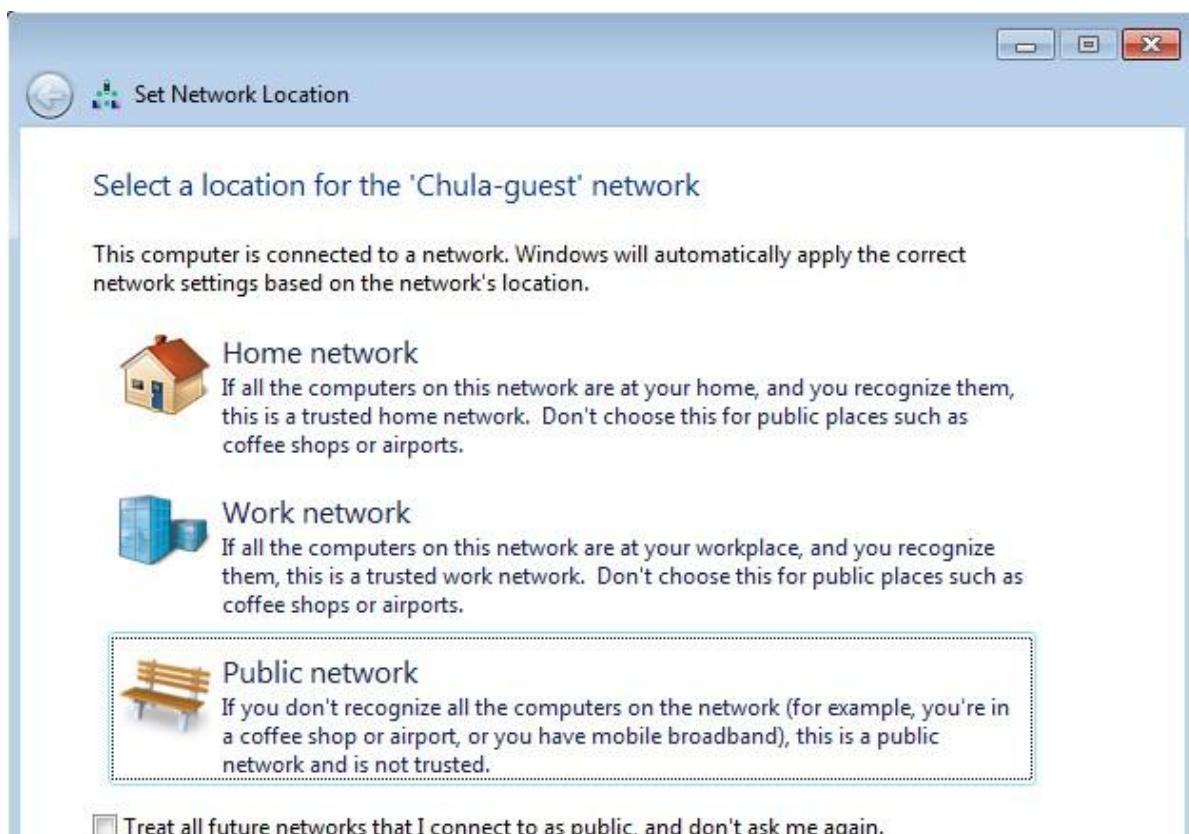 Set Network Location
Select a location for the 'Chula-guest' network
This computer is connected to a network. Windows will automatically apply the correct
network settings based on the network's location.
Home network
If all the computers on this network are at your home, and you recognize them,
this is a trusted home network.  Don't choose this for public places such as
coffee shops or airports.
Work network
If all the computers on this network are at your workplace, and you recognize
them, this is a trusted work network.  Don't choose this for public places such as
coffee shops or airports.
Public network
If you don't recognize all the computers on the network (for example, you're in
a coffee shop or airport, or you have mobile broadband), this is a public
network and is not trusted.
Treat all future networks that I connect to as public, and don't ask me again.